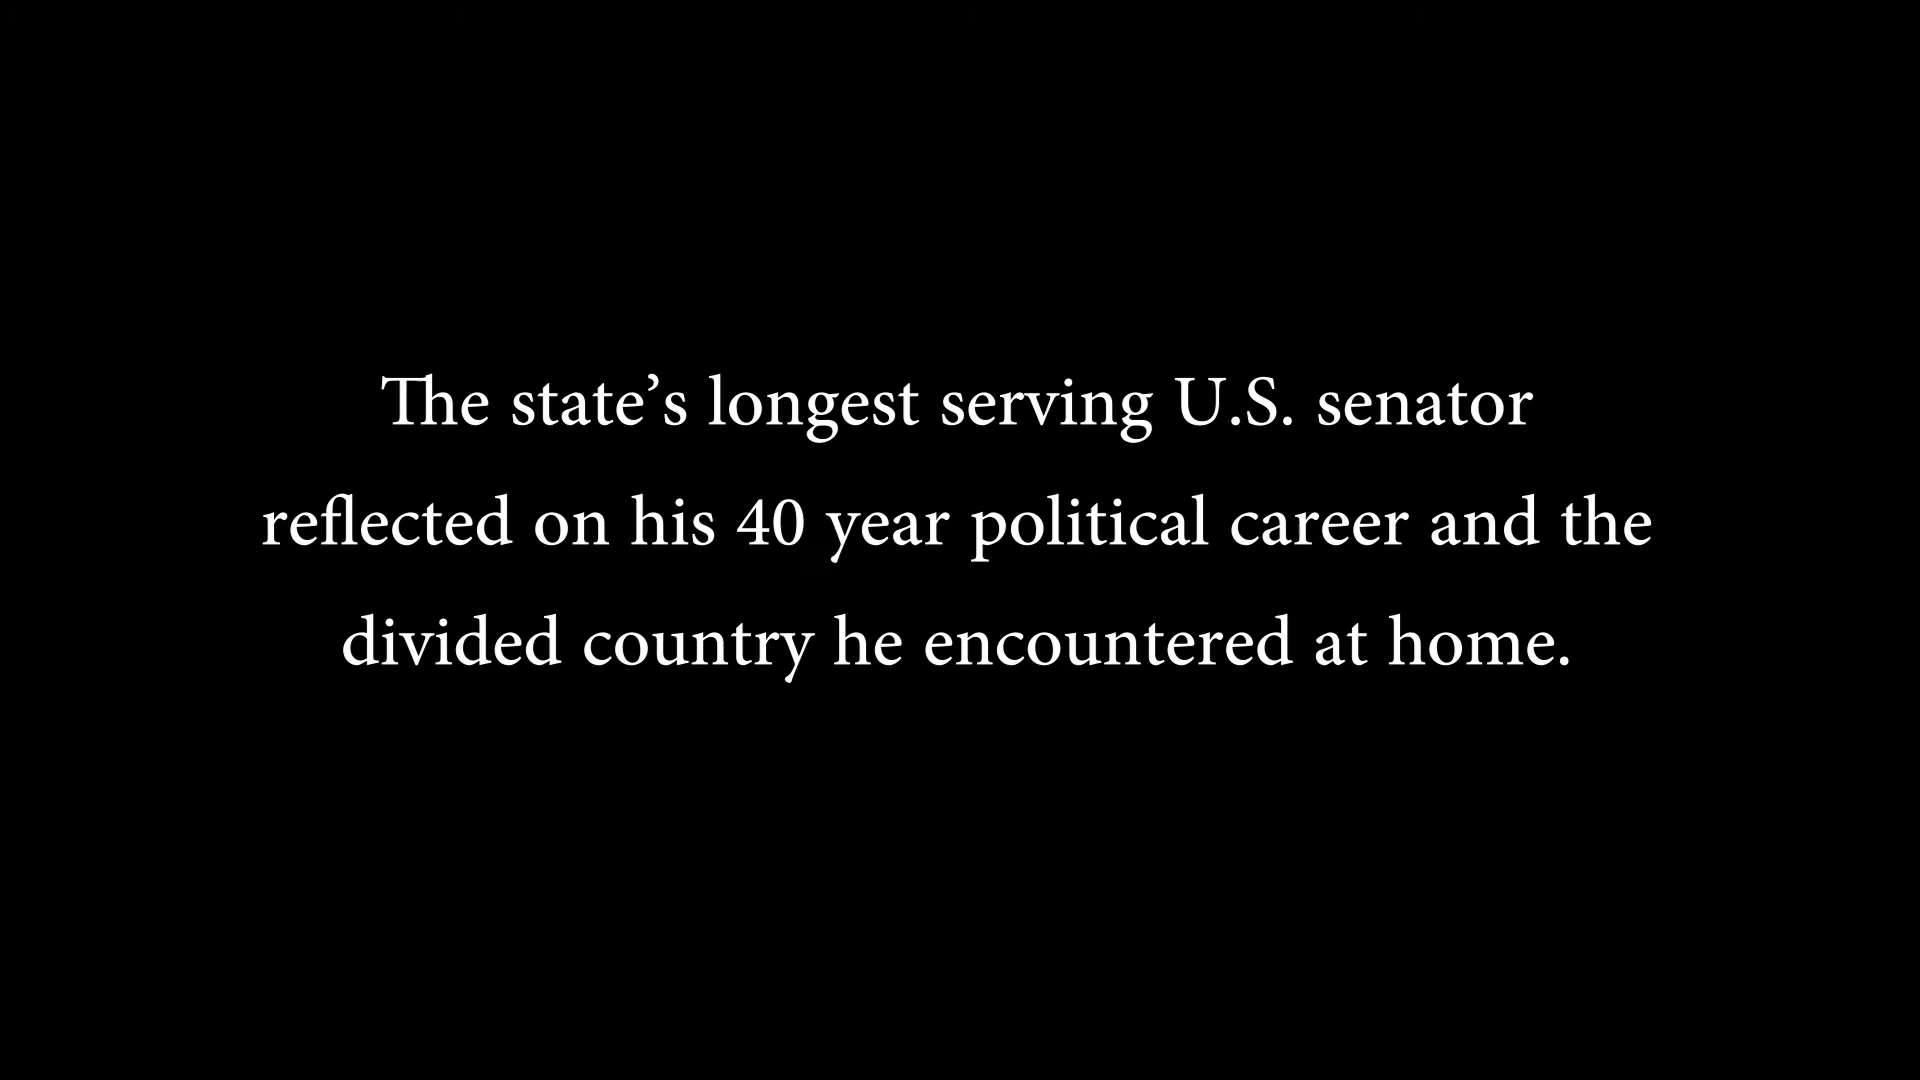 The state’s longest serving U.S. senator
reflected on his 40 year political career and the
divided country he encountered at home.